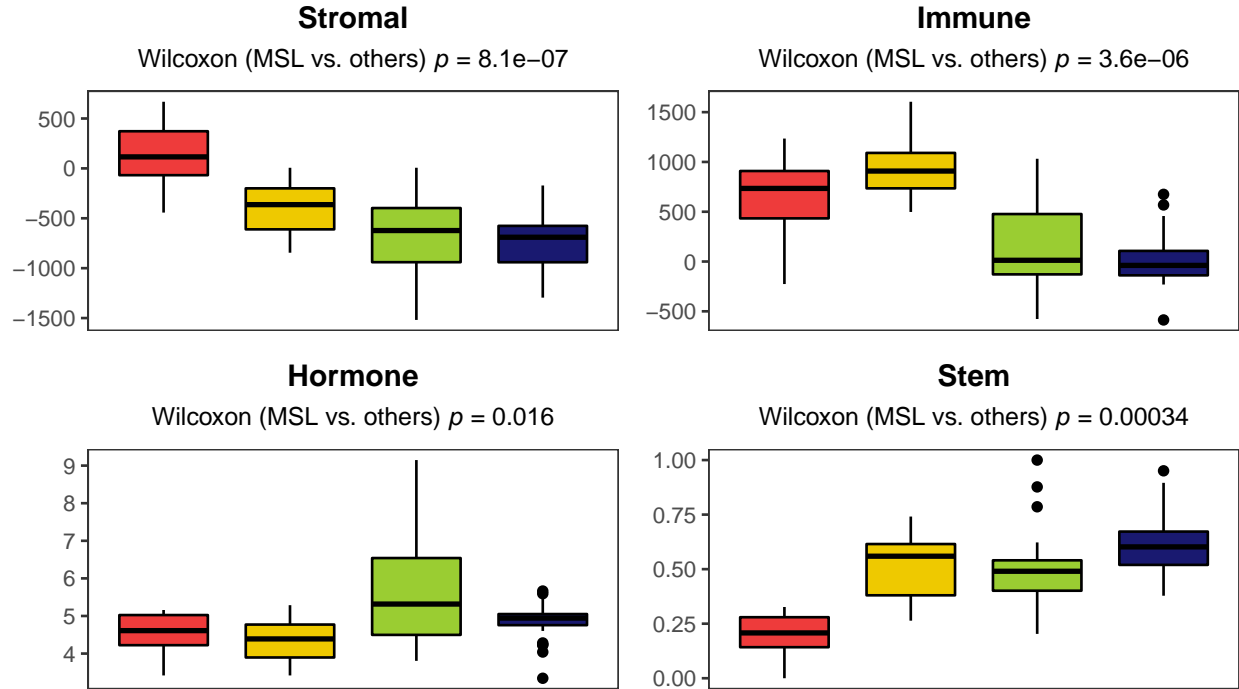 Stromal
Wilcoxon (MSL vs. others) p = 8.1e−07
500
0
−500
−1000
−1500
Immune
Wilcoxon (MSL vs. others) p = 3.6e−06
1500
1000
500
0
−500
Hormone
Wilcoxon (MSL vs. others) p = 0.016
9
8
7
6
5
4
Stem
Wilcoxon (MSL vs. others) p = 0.00034
1.00
0.75
0.50
0.25
0.00